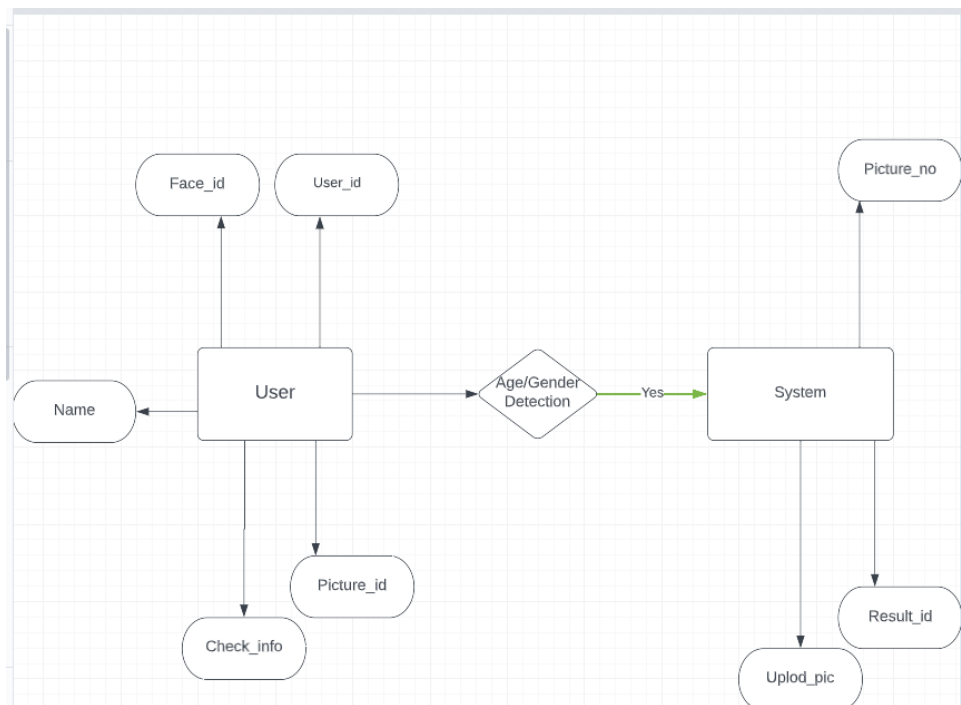 Picture_no
Face_id
User_id
User
Age/Gender
Detection
Yes
System
Name
Picture_id
Result_id
Check_info
Uplod_pic